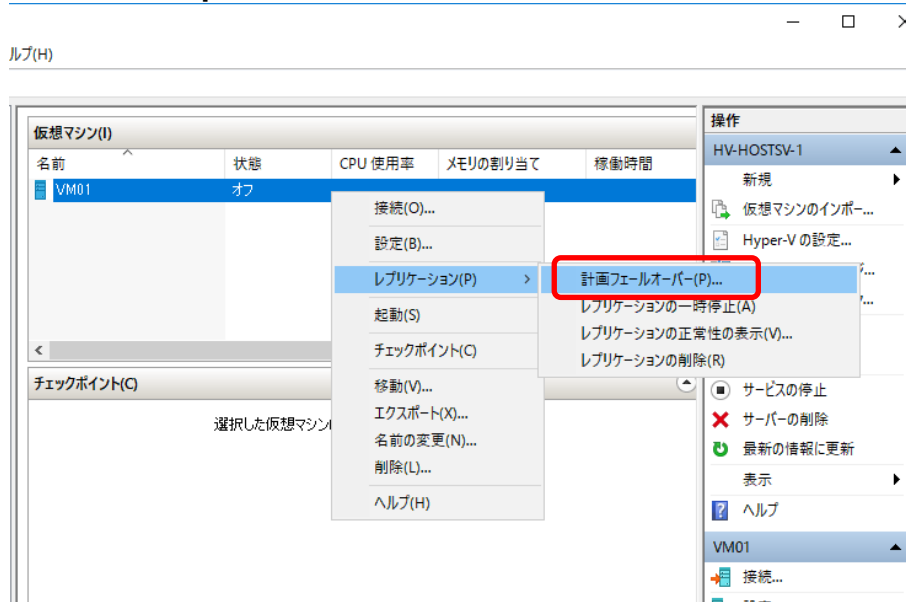 ルプ(H)
仮想マシン(I)
名前 状態 CPU 使用率 メモリの割り当て 稼働時間
VM01 オフ
接続(O)...
設定(B)...
レプリケーション(P)
起動(S)
チェックポイント(C)
移動(V)...
エクスポート(X)...
名前の変更(N)...
削除(L)...
ヘルプ(H)
計画フェールオーバー(P)...
レプリケーションの一時停止(A)
レプリケーションの正常性の表示(V)...
レプリケーションの削除(R)
チェックポイント(C)
選択した仮想マシン
操作
HV-HOSTSV-1
新規
仮想マシンのインポー...
Hyper-V の設定...
サービスの停止
サーバーの削除
最新の情報に更新
表示
ヘルプ
VM01
接続...